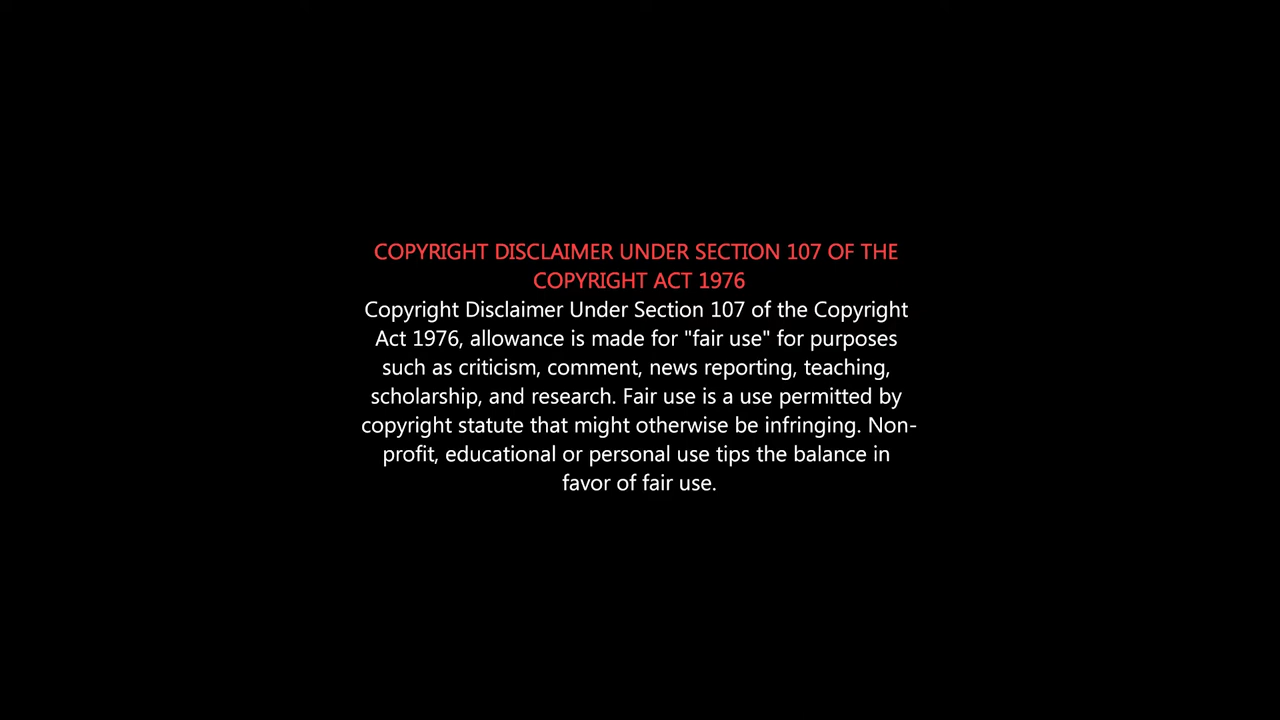 COPYRIGHT DISCLAIMER UNDER SECTION 107 OF THE
COPYRIGHT ACT 1976
Copyright Disclaimer Under Section 107 of the Copyright
Act 1976, allowance is made for "fair use" for purposes
such as criticism, comment, news reporting, teaching,
scholarship, and research. Fair use is a use permitted by
copyright statute that might otherwise be infringing. Non-
profit, educational or personal use tips the balance in
favor of fair use.